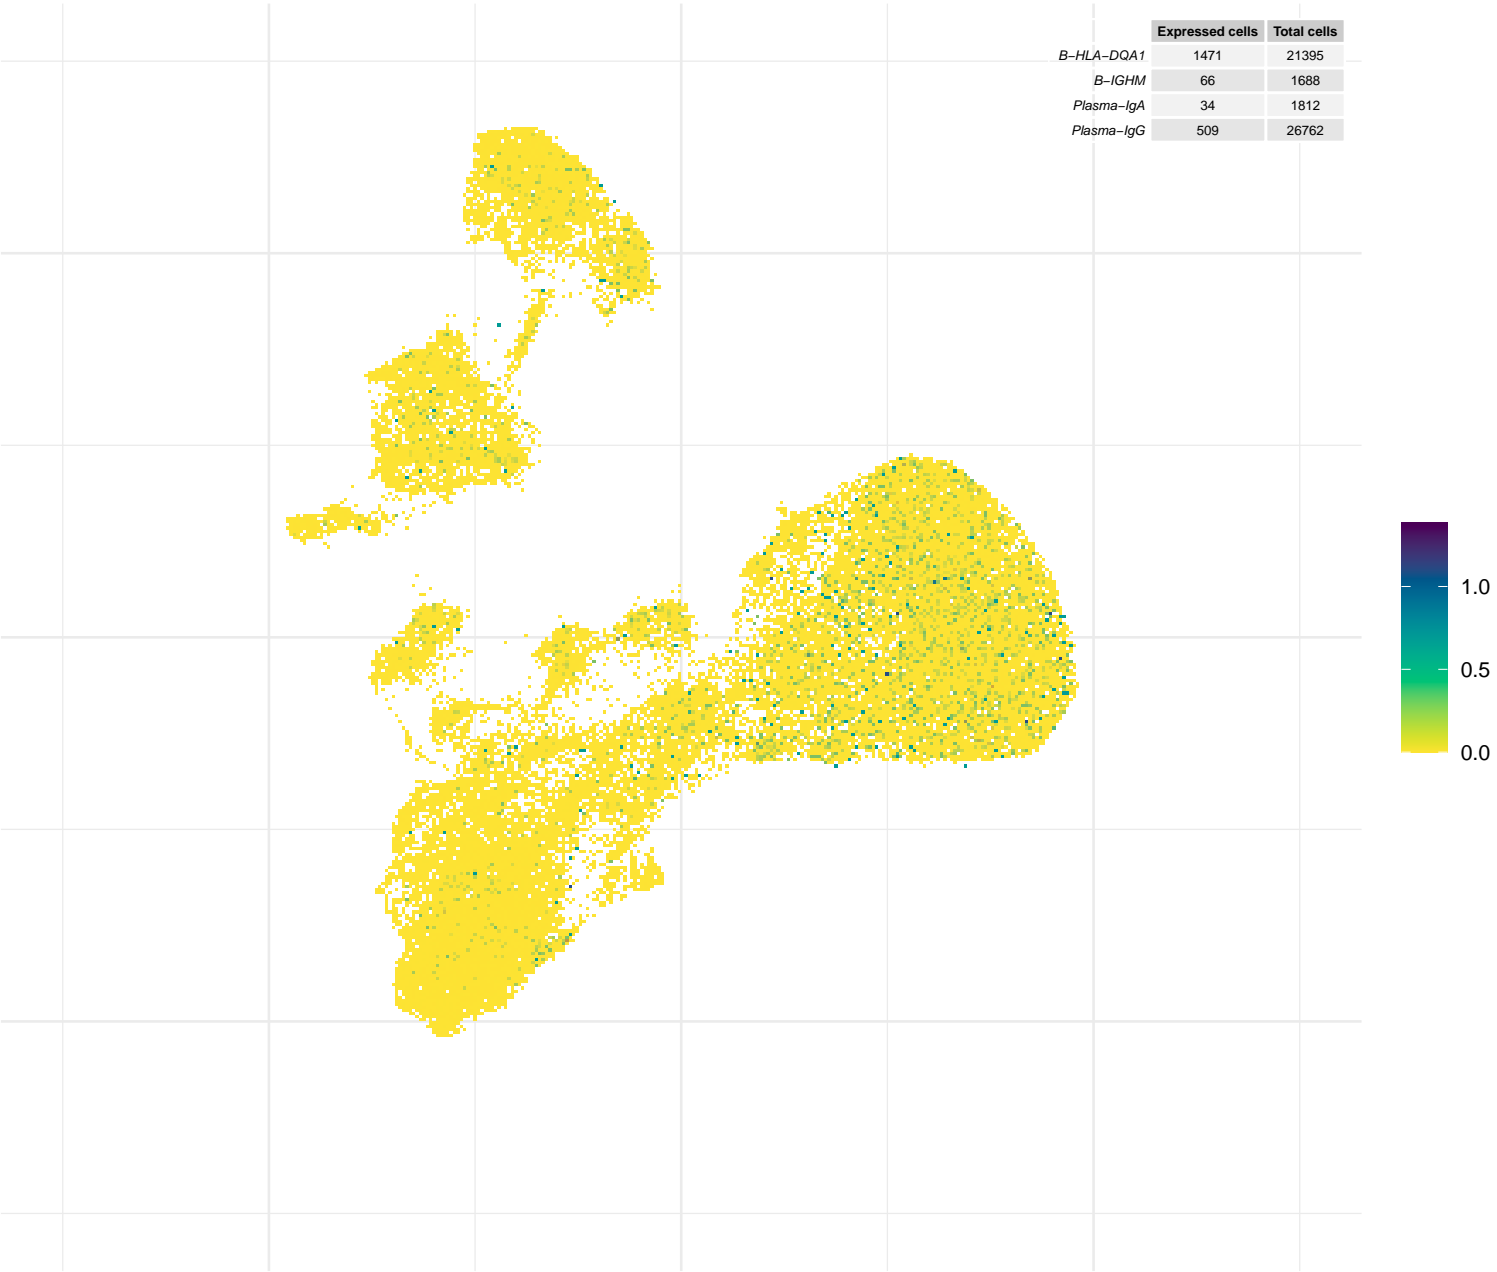 Expressed cells Total cells
B−HLA−DQA1 1471 21395
B−IGHM 66 1688
Plasma−IgA 34 1812
Plasma−IgG 509 26762
1.0
0.5
0.0